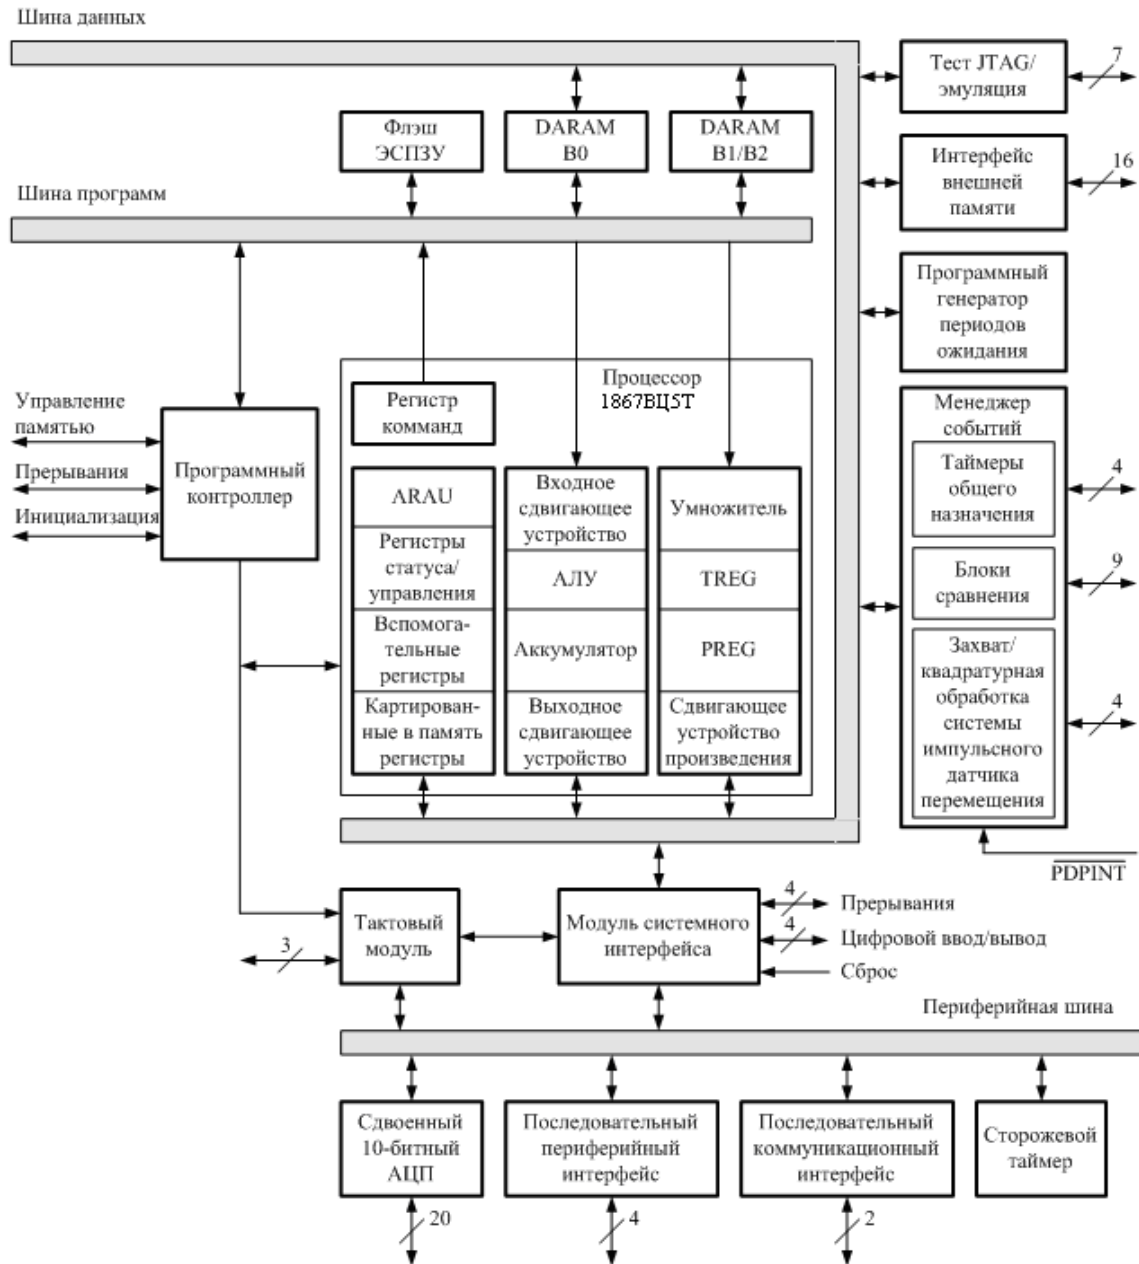 Шина данных
Тест JTAG/
эмуляция
7
Флэш
ЭСПЗУ
DARAM
B0
DARAM
B1/B2
Интерфейс
внешней
памяти
16
Шина программ
Программный
генератор
периодов
ожидания
Процессор
1867ВЦ5Т
Регистр
комманд
Управление
памятью
Прерывания
Инициализация
Программный
контроллер
ARAU
Регистры
статуса/
управления
Вспомога-
тельные
регистры
Картирован-
ные в память
регистры
Входное
сдвигающее
устройство
АЛУ
Аккумулятор
Выходное
сдвигающее
устройство
Умножитель
TREG
PREG
Сдвигающее
устройство
произведения
Менеджер
событий
Таймеры
общего
назначения
4
Блоки
сравнения
9
Захват/
квадратурная
обработка
системы
импульсного
датчика
перемещения
4
PDPINT
Тактовый
модуль
3
Модуль системного
интерфейса
4
Прерывания
4
Цифровой ввод/вывод
Сброс
Периферийная шина
Сдвоенный
10-битный
АЦП
20
Последовательный
периферийный
интерфейс
4
Последовательный
коммуникационный
интерфейс
2
Сторожевой
таймер